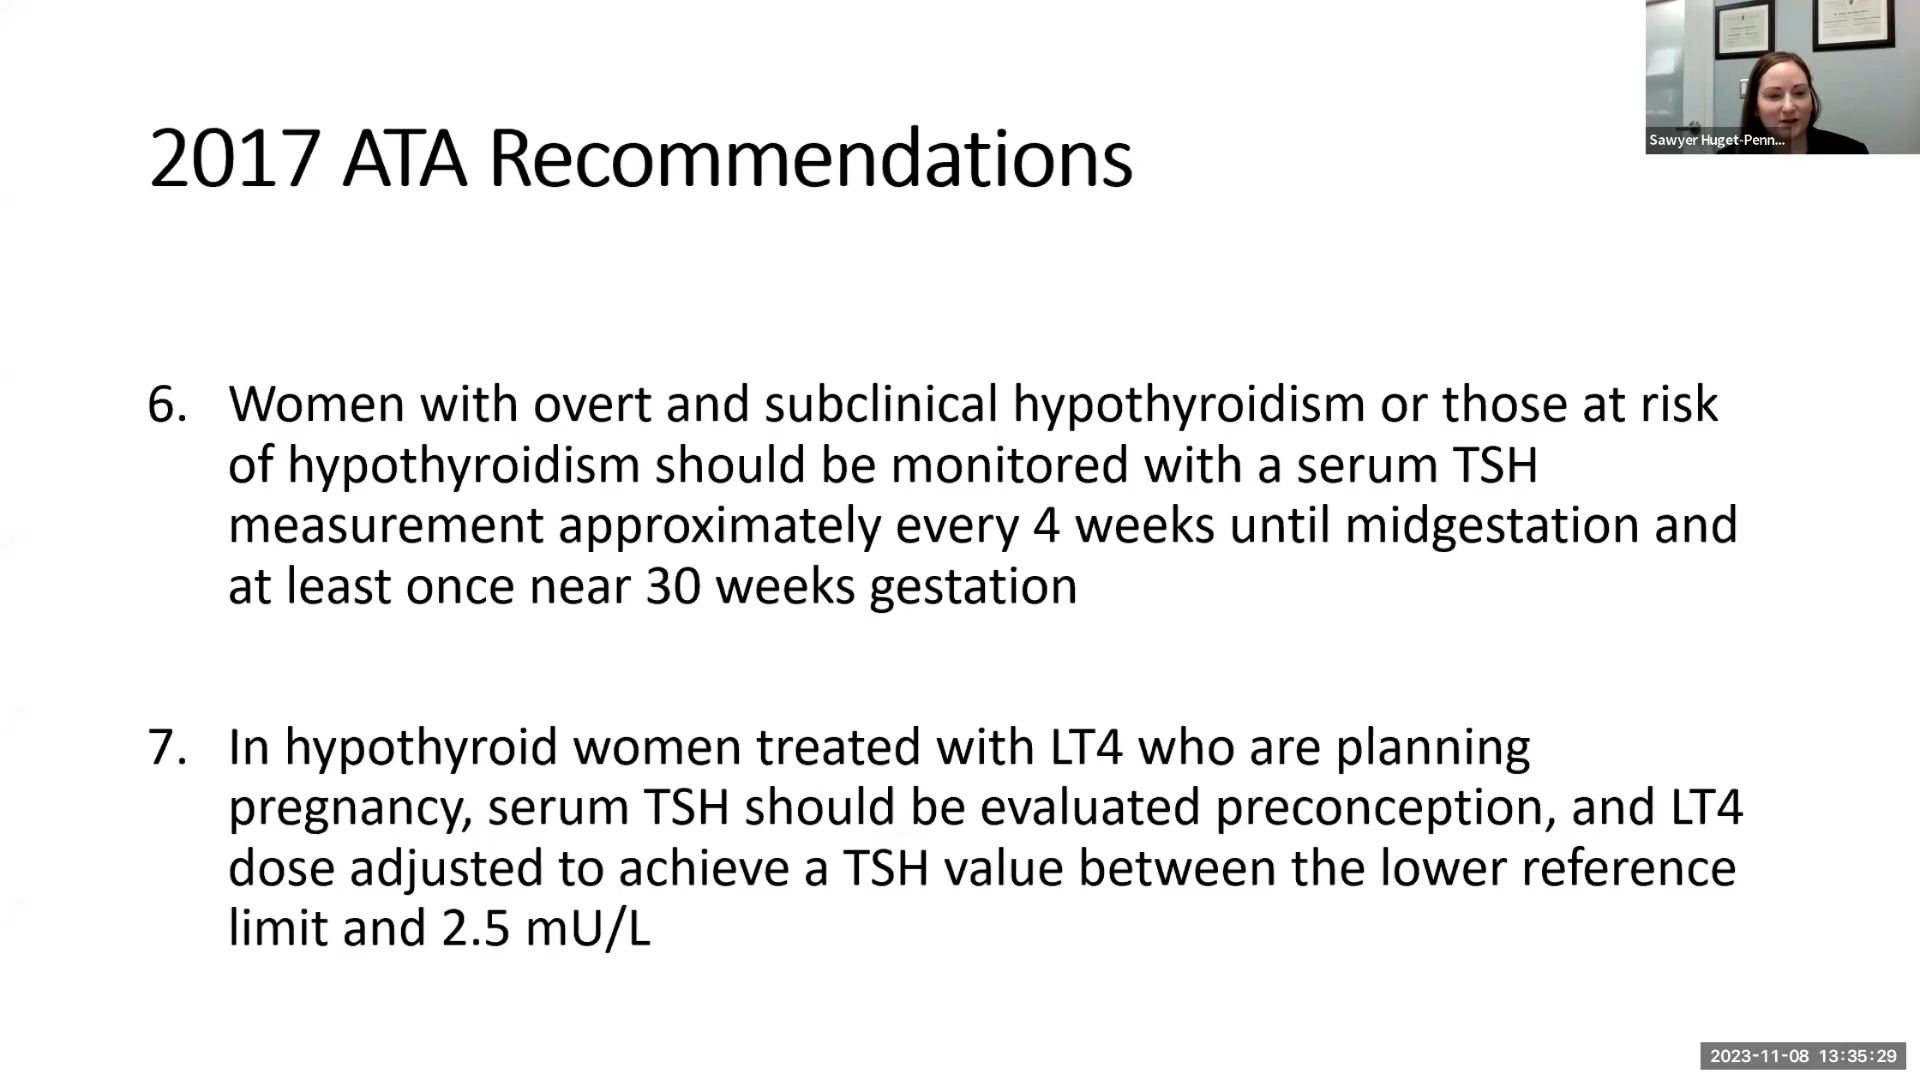 2017 ATA Recommendations
Sawyer Huget-Penn...
6. Women with overt and subclinical hypothyroidism or those at risk
of hypothyroidism should be monitored with a serum TSH
measurement approximately every 4 weeks until midgestation and
at least once near 30 weeks gestation
7. In hypothyroid women treated with LT4 who are planning
pregnancy, serum TSH should be evaluated preconception, and LT4
dose adjusted to achieve a TSH value between the lower reference
limit and 2.5 mU/L
2023-11-08 13:35:29